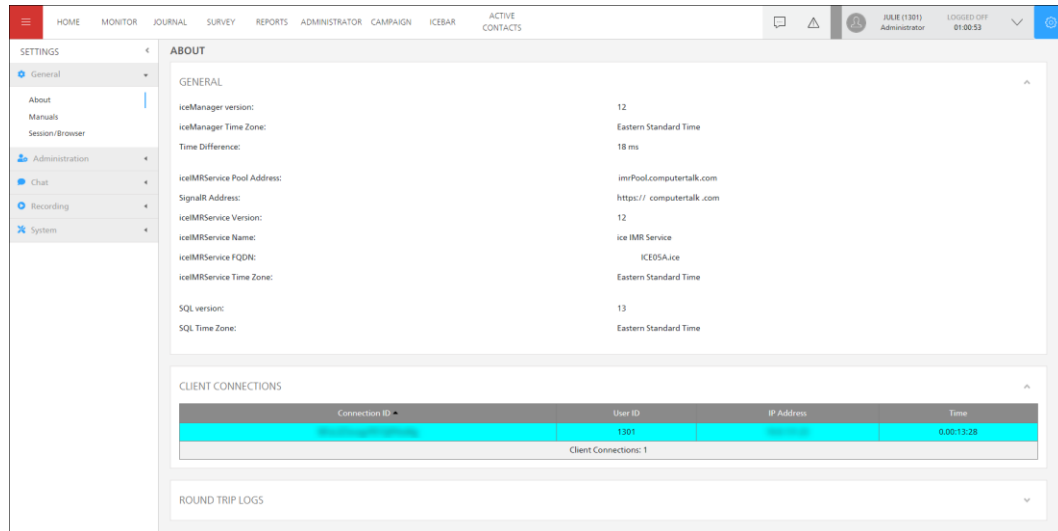 HOME MONITOR JOURNAL SURVEY REPORTS ADMINISTRATOR CAMPAIGN ICEBAR ACTIVE CONTACTS
JULIE (1301) LOGGED OFF
Administrator 01:00:53
SETTINGS
General
About
Manuals
Session/Browser
Administration
Chat
Recording
System
ABOUT
GENERAL
iceManager version: 12
iceManager Time Zone: Eastern Standard Time
Time Difference: 18 ms
iceIMRService Pool Address: imrPool.computertalk.com
SignalR Address: https:// computertalk .com
iceIMRService Version: 12
iceIMRService Name: ice IMR Service
iceIMRService FQDN: ICE05A.ice
iceIMRService Time Zone: Eastern Standard Time
SQL version: 13
SQL Time Zone: Eastern Standard Time
CLIENT CONNECTIONS
Connection ID User ID IP Address Time
1301 0.00:13:28
Client Connections: 1
ROUND TRIP LOGS